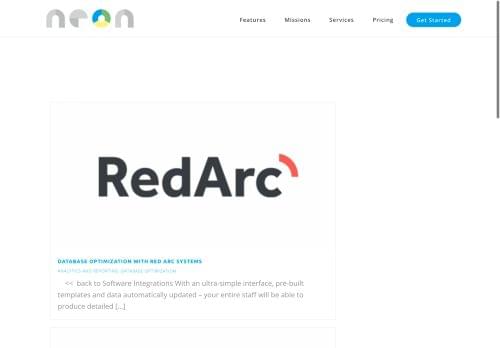 neon
Features Missions Services Pricing Get Started
RedArc
DATABASE OPTIMIZATION WITH RED ARC SYSTEMS
ANALYTICS AND REPORTING, DATABASE OPTIMIZATION
<< back to Software Integrations With an ultra-simple interface, pre-built
templates and data automatically updated – your entire staff will be able to
produce detailed [...]